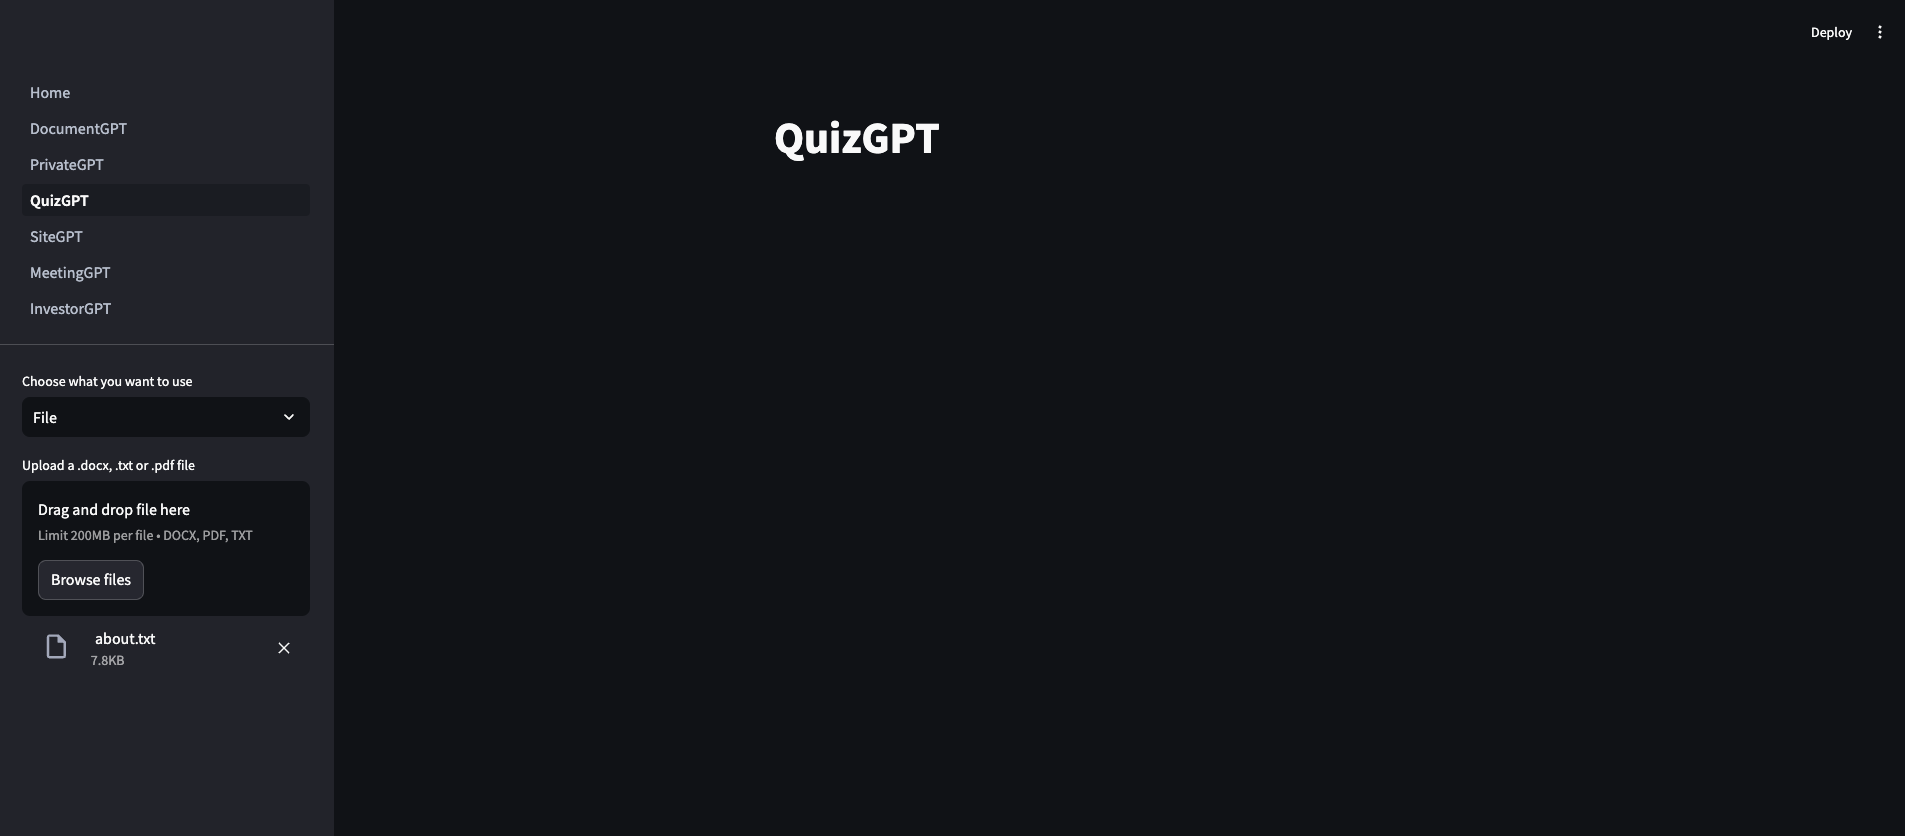 Deploy
Home
DocumentGPT
PrivateGPT
QuizGPT
SiteGPT
MeetingGPT
InvestorGPT
Choose what you want to use
File
Upload a .docx, .txt or .pdf file
Drag and drop file here
Limit 200MB per file • DOCX, PDF, TXT
Browse files
about.txt
7.8KB
QuizGPT